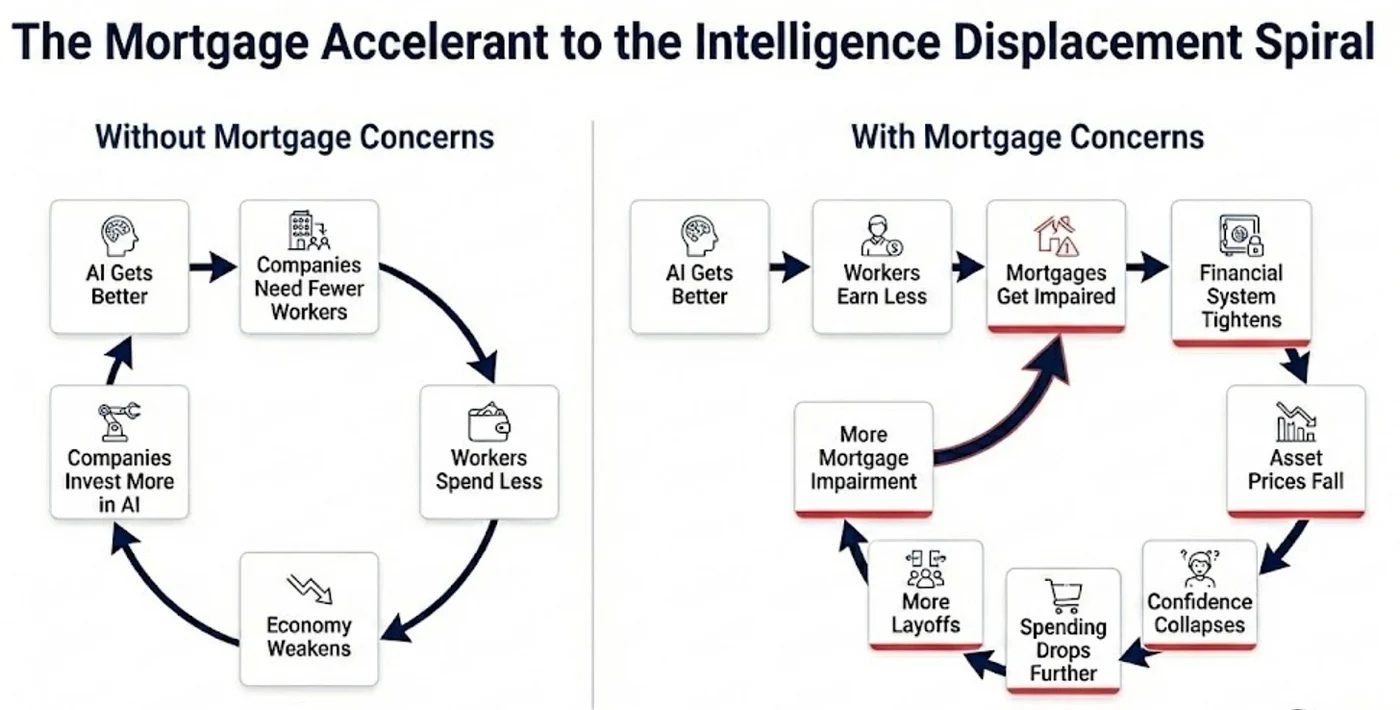 The Mortgage Accelerant to the Intelligence Displacement Spiral
Without Mortgage Concerns
AI Gets
Better
Companies
Need Fewer
Workers
Workers
Spend Less
Economy
Weakens
Companies
Invest More
in AI
With Mortgage Concerns
AI Gets
Better
Workers
Earn Less
Mortgages
Get Impaired
Financial
System
Tightens
Asset
Prices Fall
Confidence
Collapses
Spending
Drops
Further
More
Layoffs
More
Mortgage
Impairment